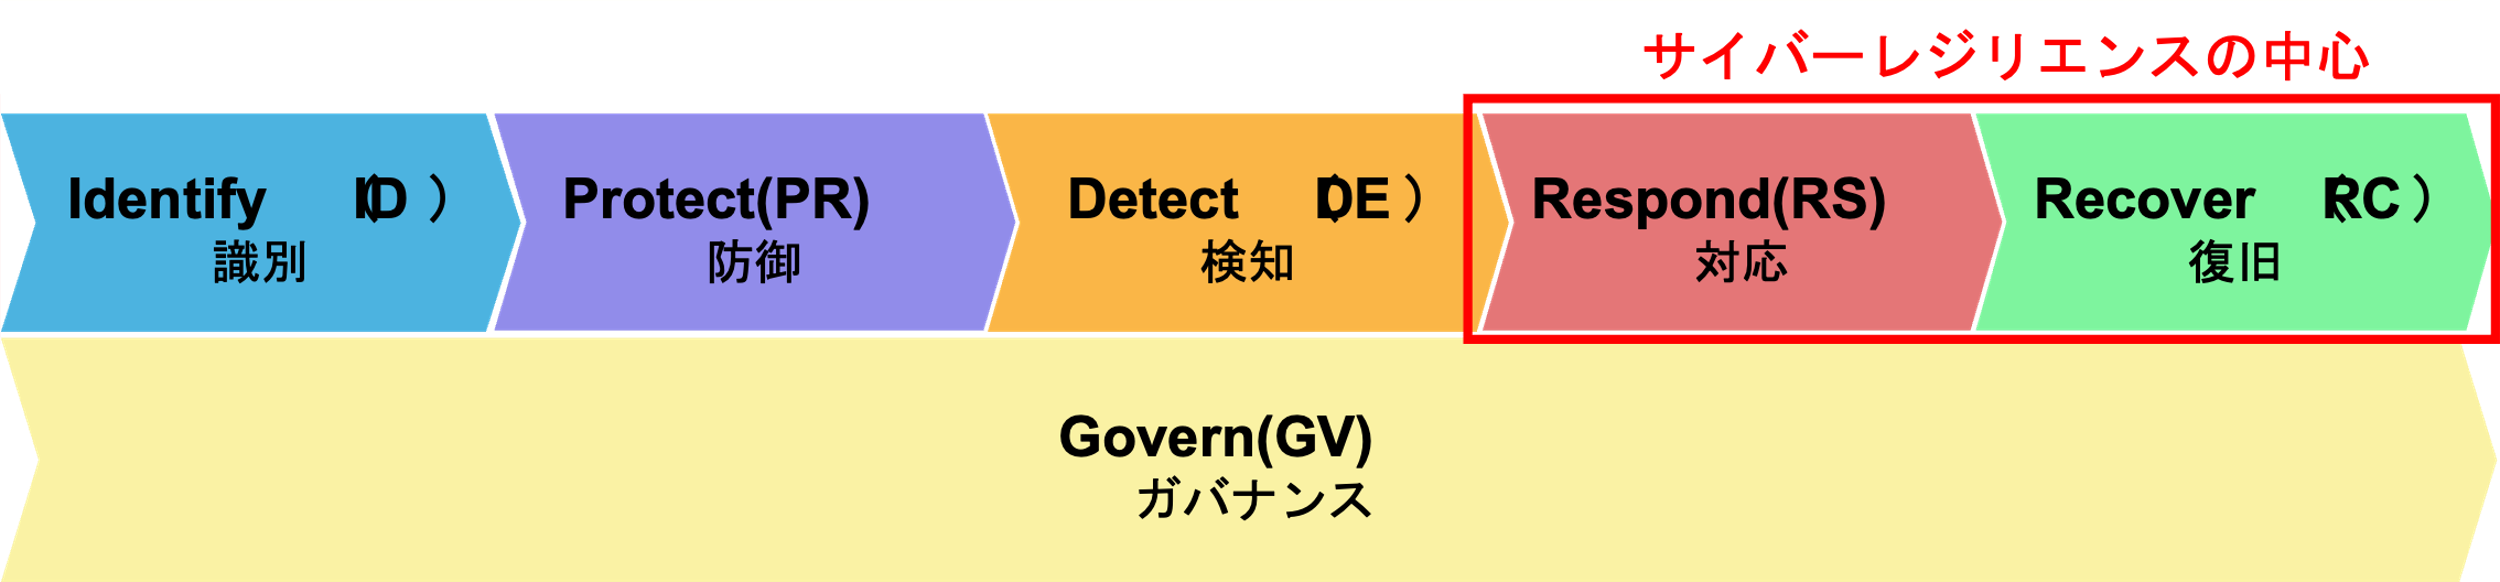 サイバーレジリエンスの中心
Identify（ID）
識別
Protect(PR)
防御
Detect（DE）
検知
Respond(RS)
対応
Recover（RC）
復旧
Govern(GV)
ガバナンス